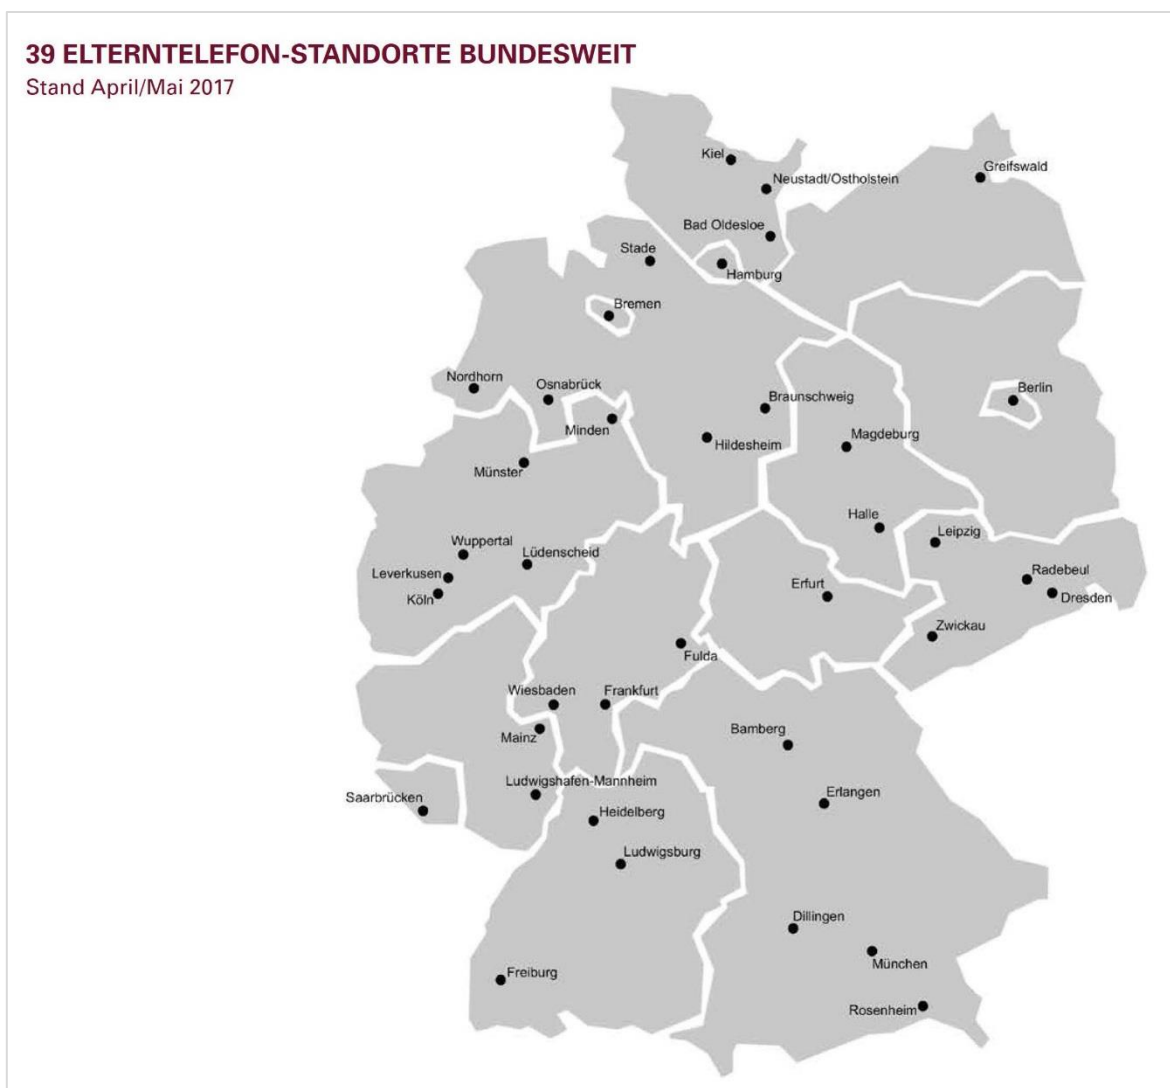 39 ELTERNTELEFON-STANDORTE BUNDESWEIT
Stand April/Mai 2017
Kiel
Greifswald
Neustadt/Ostholstein
Bad Oldesloe
Stade
Hamburg
Bremen
Nordhorn
Osnabrück
Berlin
Braunschweig
Minden
Magdeburg
Hildesheim
Münster
Halle
Leipzig
Wuppertal
Lüdenscheid
Leverkusen
Radebeul
Erfurt
Köln
Dresden
Zwickau
Fulda
Wiesbaden
Frankfurt
Bamberg
Mainz
Ludwigshafen-Mannheim
Erlangen
Saarbrücken
Heidelberg
Ludwigsburg
Dillingen
München
Freiburg
Rosenheim